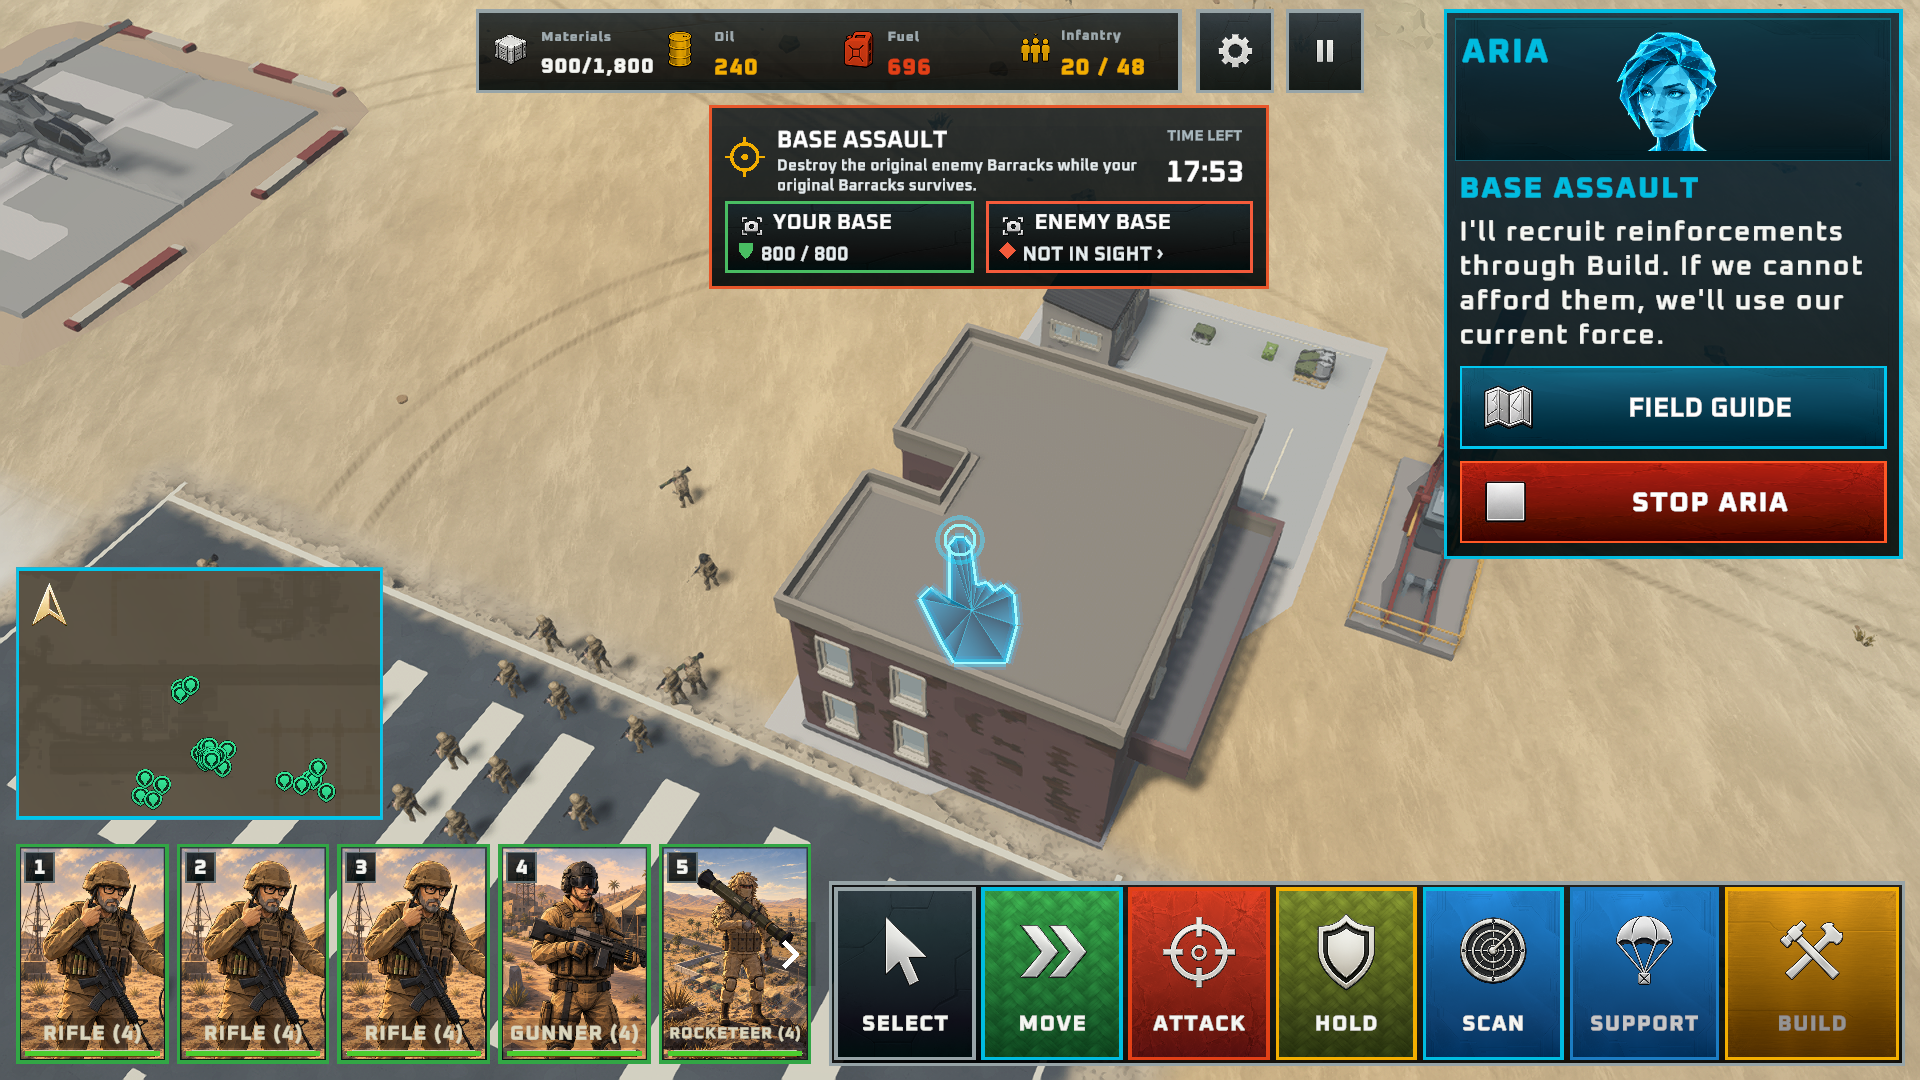 Materials
900/1,800
Oil
240
Fuel
696
Infantry
20 / 48
BASE ASSAULT
Destroy the original enemy Barracks while your
original Barracks survives.
TIME LEFT
17:53
YOUR BASE
800 / 800
ENEMY BASE
NOT IN SIGHT ›
ARIA
BASE ASSAULT
I'll recruit reinforcements
through Build. If we cannot
afford them, we'll use our
current force.
FIELD GUIDE
STOP ARIA
1
RIFLE (4)
2
RIFLE (4)
3
RIFLE (4)
4
GUNNER (4)
5
ROCKETEER (4)
SELECT
MOVE
ATTACK
HOLD
SCAN
SUPPORT
BUILD